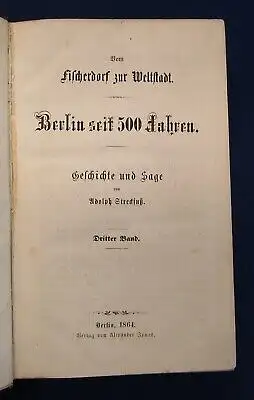 Vom
Fischerdorf zur Weltstadt.
Berlin seit 500 Jahren.
Geschichte und Sage
von
Adolph Streckfuß.
Dritter Band.
Berlin, 1864.
Verlag von Alexander Jonas.